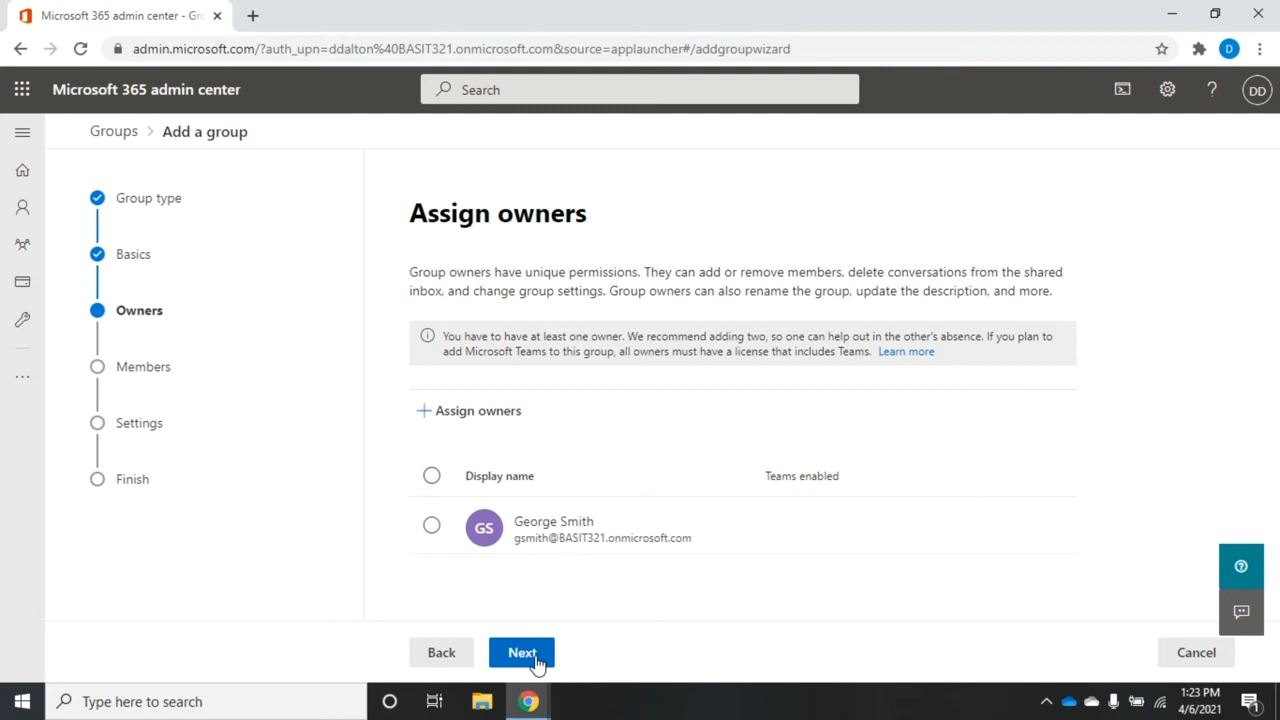 Microsoft 365 admin center - Gr
admin.microsoft.com/?auth_upn=ddalton%40BASIT321.onmicrosoft.com&source=applauncher#/addgroupwizard
D
Microsoft 365 admin center
Search
?
DD
Groups > Add a group
Group type
Basics
Owners
Members
Settings
Finish
Assign owners
Group owners have unique permissions. They can add or remove members, delete conversations from the shared
inbox, and change group settings. Group owners can also rename the group, update the description, and more.
You have to have at least one owner. We recommend adding two, so one can help out in the other's absence. If you plan to
add Microsoft Teams to this group, all owners must have a license that includes Teams. Learn more
+ Assign owners
Display name Teams enabled
GS George Smith
gsmith@BASIT321.onmicrosoft.com
Back Next Cancel
Type here to search
1:23 PM
4/6/2021
1